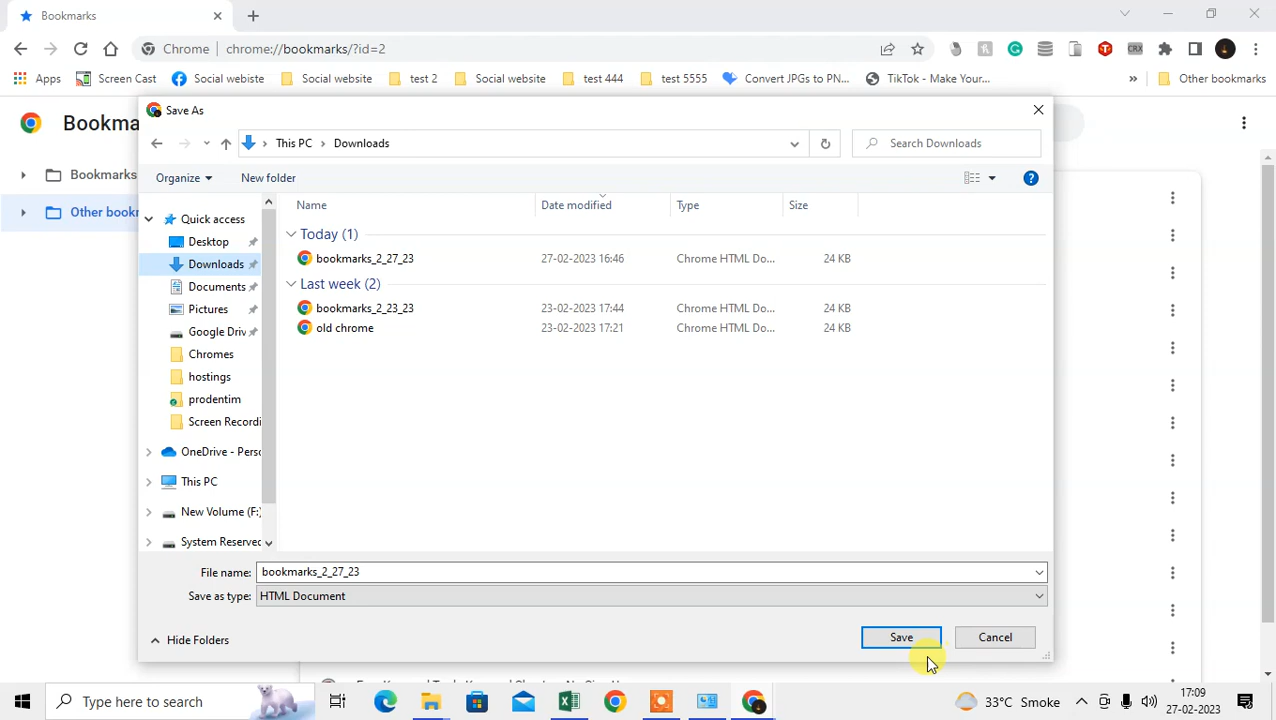 Bookmarks
Chrome chrome://bookmarks/?id=2
Apps Screen Cast Social webiste Social website test 2 Social website test 444 test 5555 Convert JPGs to PN... TikTok - Make Your... » Other bookmarks
Save As
Bookma
This PC Downloads Search Downloads
Organize New folder
Bookmarks
Name Date modified Type Size
Other bookr
Quick access
Today (1)
Desktop
bookmarks_2_27_23 27-02-2023 16:46 Chrome HTML Do... 24 KB
Downloads
Last week (2)
Documents
bookmarks_2_23_23 23-02-2023 17:44 Chrome HTML Do... 24 KB
Pictures
old chrome 23-02-2023 17:21 Chrome HTML Do... 24 KB
Google Driv
Chromes
hostings
prodentim
Screen Recordi
OneDrive - Perso
This PC
New Volume (F:)
System Reserved
File name: bookmarks_2_27_23
Save as type: HTML Document
Hide Folders Save Cancel
Type here to search 33°C Smoke 17:09
27-02-2023